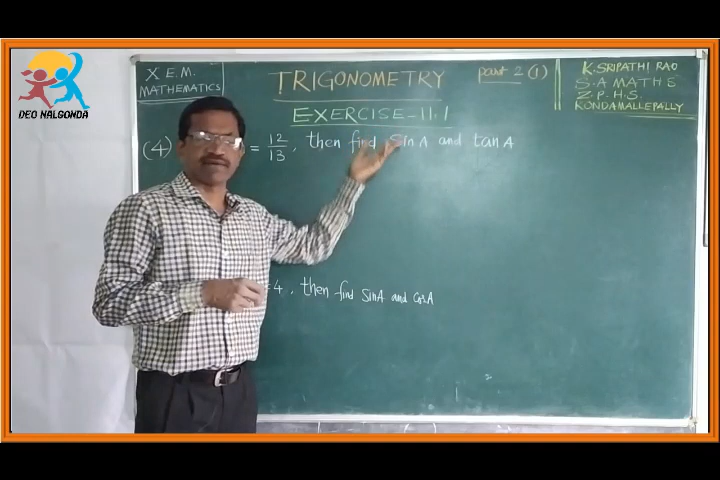 DEO NALGONDA
X E.M.
MATHEMATICS
TRIGONOMETRY
part 2 (1)
EXERCISE-11.1
K.SRIPATHI RAO
S.A MATHS
Z.P.H.S.
KONDAMALLEPALLY
(4) = 12/13, then find sin A and tan A
4, then find sinA and CosA